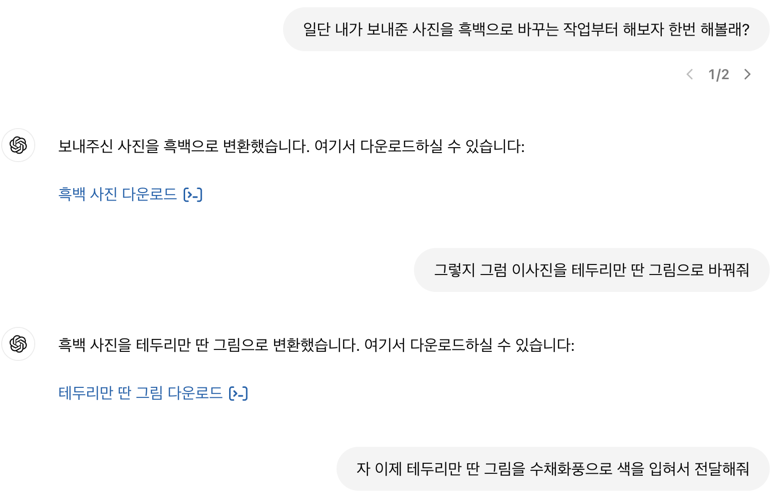 일단 내가 보내준 사진을 흑백으로 바꾸는 작업부터 해보자 한번 해볼래?
1/2
보내주신 사진을 흑백으로 변환했습니다. 여기서 다운로드하실 수 있습니다:
흑백 사진 다운로드
그렇지 그럼 이사진을 테두리만 딴 그림으로 바꿔줘
흑백 사진을 테두리만 딴 그림으로 변환했습니다. 여기서 다운로드하실 수 있습니다:
테두리만 딴 그림 다운로드
자 이제 테두리만 딴 그림을 수채화풍으로 색을 입혀서 전달해줘